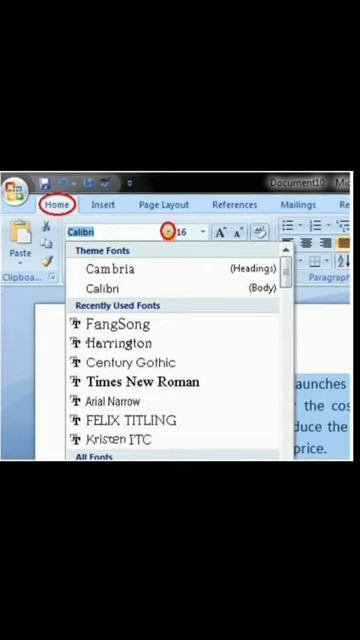 Document10 - Mi
Home Insert Page Layout References Mailings Re
Paste
Calibri 16
Clipboa... Paragraph
Theme Fonts
Cambria (Headings)
Calibri (Body)
Recently Used Fonts
FangSong
Harrington
Century Gothic
Times New Roman
Arial Narrow
FELIX TITLING
Kristen ITC
All Fonts
aunches
the cos
duce the
price.